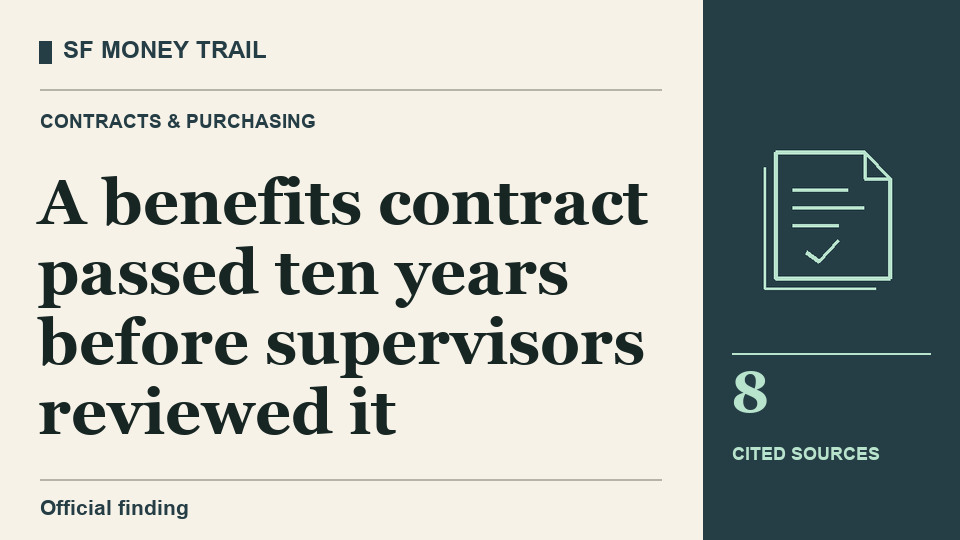 SF MONEY TRAIL
CONTRACTS & PURCHASING
A benefits contract
passed ten years
before supervisors
reviewed it
Official finding
8
CITED SOURCES